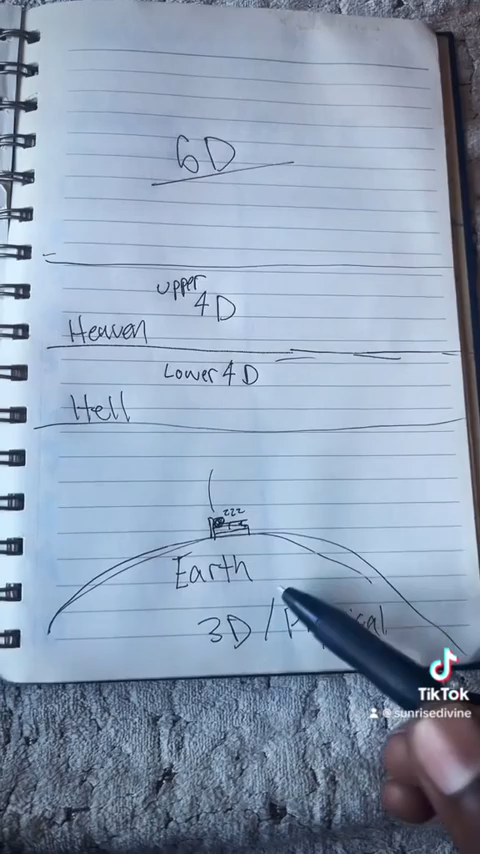 6D
upper
4D
Heaven
Lower 4D
Hell
zzz
Earth
3D /
TikTok
@sunrisedivine